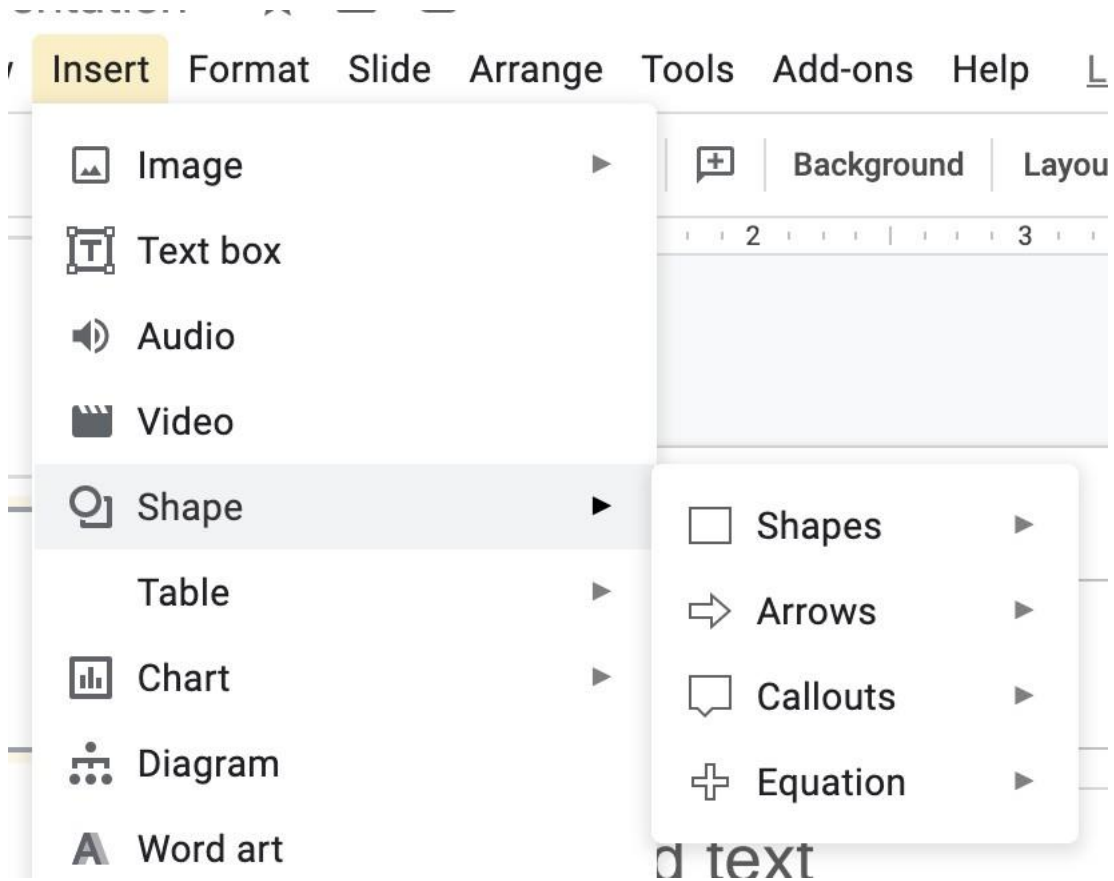 Insert Format Slide Arrange Tools Add-ons Help
Image
Background
Text box
2 3
Audio
Video
Shape
Shapes
Table
Arrows
Chart
Callouts
Diagram
Equation
Word art
text